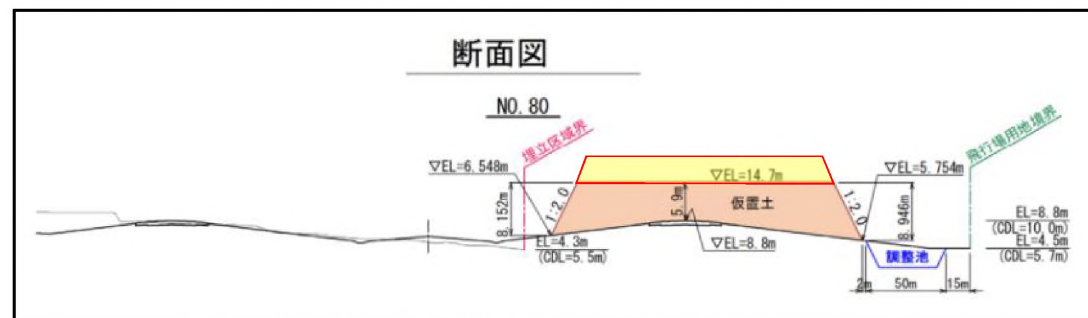 断面図
NO. 80
埋立区域界
飛行場用地境界
▽EL=6.548m
▽EL=14.7m
▽EL=5.754m
8.152m
1:2.0
5.9m
仮置土
1:2.0
8.946m
EL=8.8m
(CDL=10.0m)
EL=4.3m
(CDL=5.5m)
▽EL=8.8m
EL=4.5m
(CDL=5.7m)
調整池
2m
50m
15m